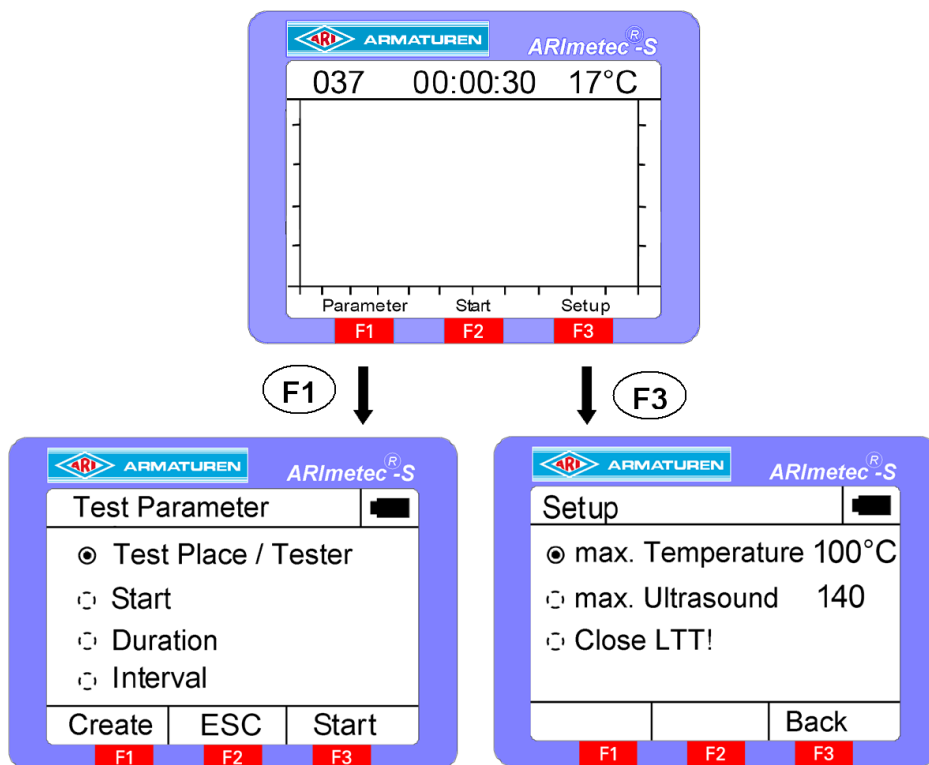 ARI ARMATUREN
ARImetec®-S
037 00:00:30 17°C
Parameter Start Setup
F1 F2 F3
F1
F3
ARI ARMATUREN
ARImetec®-S
Test Parameter
Test Place / Tester
Start
Duration
Interval
Create ESC Start
F1 F2 F3
ARI ARMATUREN
ARImetec®-S
Setup
max. Temperature 100°C
max. Ultrasound 140
Close LTT!
Back
F1 F2 F3